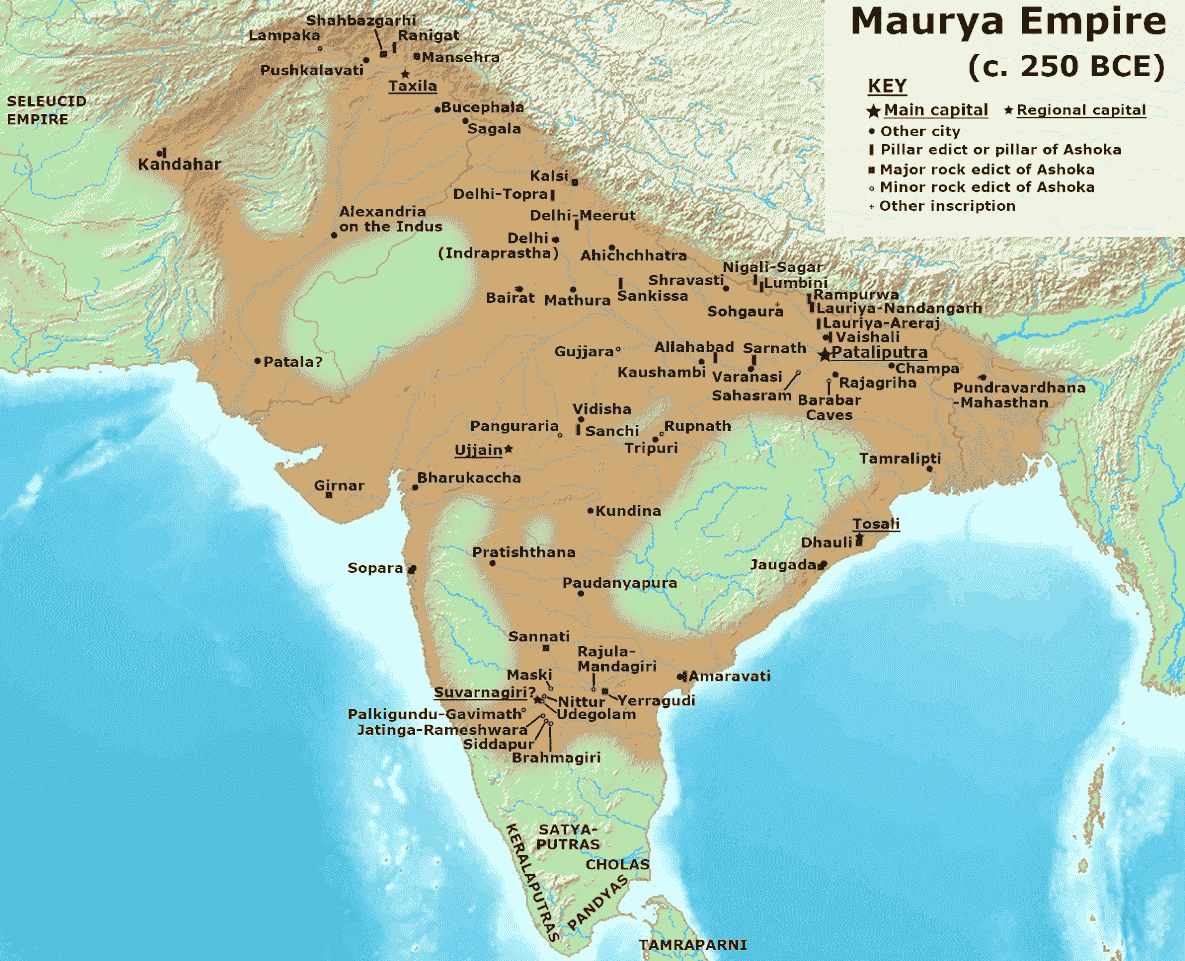 Maurya Empire
(c. 250 BCE)
KEY
Main capital
Regional capital
Other city
Pillar edict or pillar of Ashoka
Major rock edict of Ashoka
Minor rock edict of Ashoka
Other inscription
Shahbazgarhi
Lampaka
Ranigat
Mansehra
Pushkalavati
Taxila
SELEUCID
EMPIRE
Bucephala
Sagala
Kandahar
Kalsi
Delhi-Topra
Alexandria
on the Indus
Delhi-Meerut
Delhi
(Indraprastha)
Ahichchhatra
Nigali-Sagar
Shravasti
Lumbini
Bairat
Mathura
Sankissa
Rampurwa
Sohgaura
Lauriya-Nandangarh
Lauriya-Areraj
Vaishali
Patala?
Gujjara
Allahabad
Sarnath
Pataliputra
Kaushambi
Varanasi
Champa
Rajagriha
Sahasram
Barabar
Caves
Pundravardhana
-Mahasthan
Vidisha
Panguraria
Sanchi
Rupnath
Ujjain
Tripuri
Tamralipti
Girnar
Bharukaccha
Kundina
Tosali
Dhauli
Pratishthana
Jaugada
Sopara
Paudanyapura
Sannati
Rajula-
Mandagiri
Maski
Amaravati
Suvarnagiri?
Nittur
Yerragudi
Palkigundu-Gavimath
Udegolam
Jatinga-Rameshwara
Siddapur
Brahmagiri
SATYA-
PUTRAS
KERALAPUTRAS
CHOLAS
PANDYAS
TAMRAPARNI